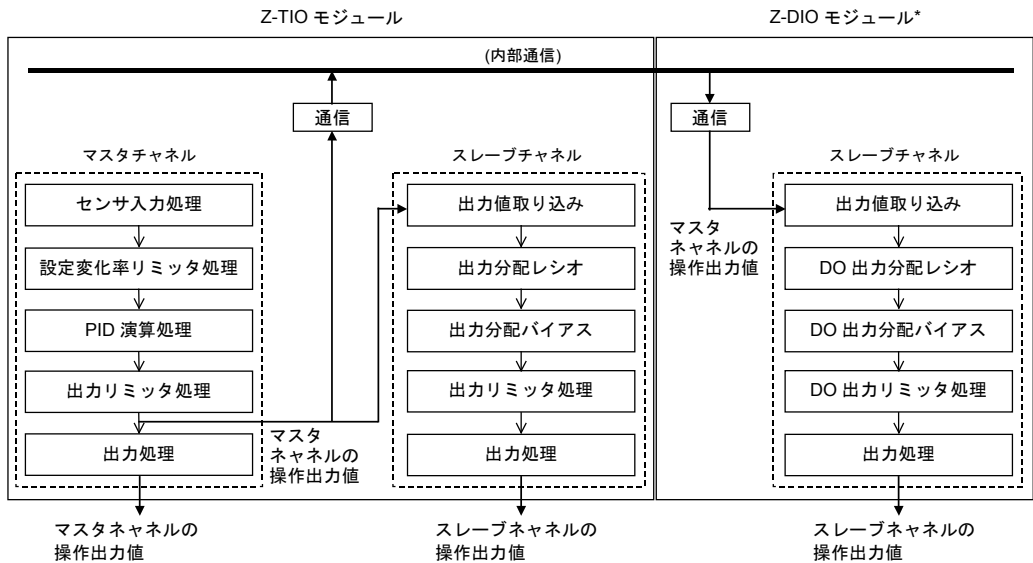 Z-TIO モジュール
Z-DIO モジュール*
(内部通信)
通信
通信
マスタチャネル
センサ入力処理
設定変化率リミッタ処理
PID 演算処理
出力リミッタ処理
出力処理
マスタ
ネャネルの
操作出力値
スレーブチャネル
出力値取り込み
出力分配レシオ
出力分配バイアス
出力リミッタ処理
出力処理
マスタ
ネャネルの
操作出力値
スレーブチャネル
出力値取り込み
DO 出力分配レシオ
DO 出力分配バイアス
DO 出力リミッタ処理
出力処理
マスタネャネルの
操作出力値
スレーブネャネルの
操作出力値
スレーブネャネルの
操作出力値